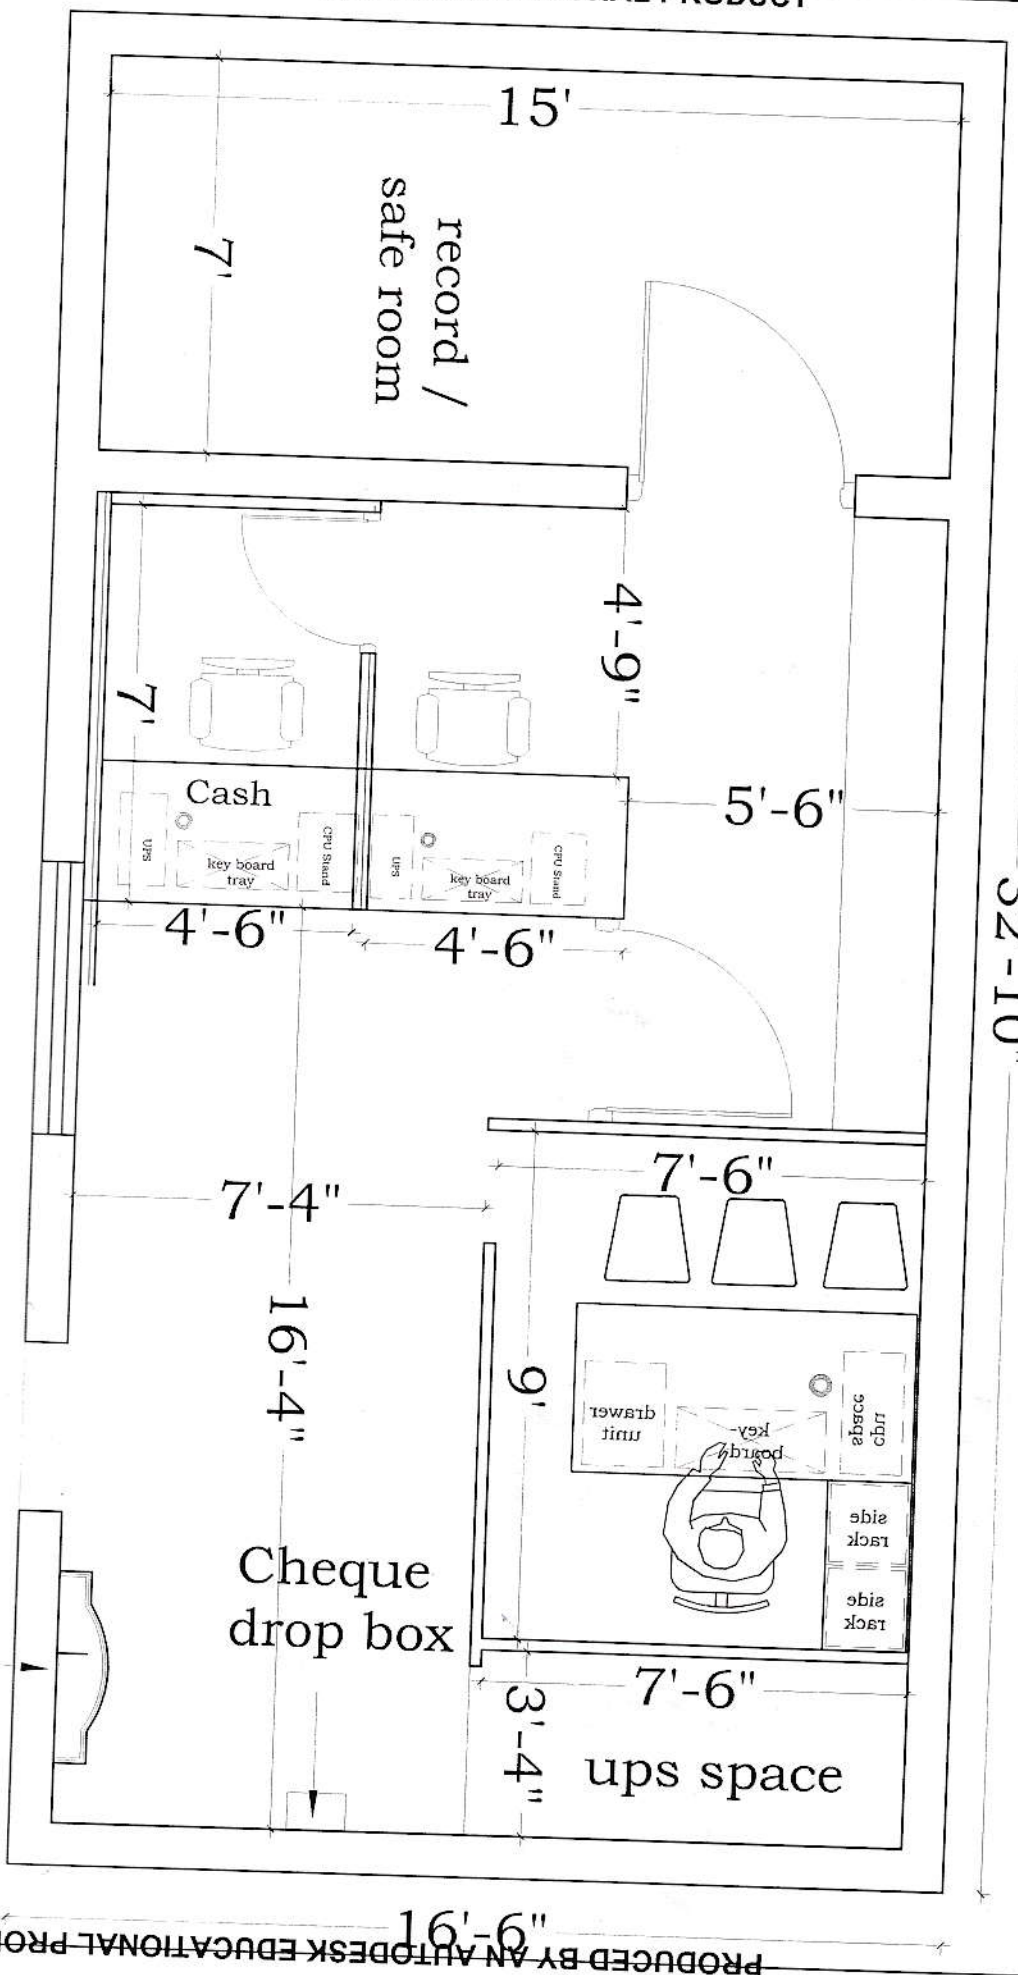 15'
7'
record /
safe room
4'-9"
7'
5'-6"
Cash
UPS
key board
tray
CPU Stand
UPS
key board
tray
CPU Stand
4'-6"
4'-6"
7'-6"
7'-4"
16'-4"
9'
drawer
unit
key-
board
cpu
space
side
rack
side
rack
Cheque
drop box
7'-6"
3'-4"
ups space
16'-6"
PRODUCED BY AN AUTODESK EDUCATIONAL